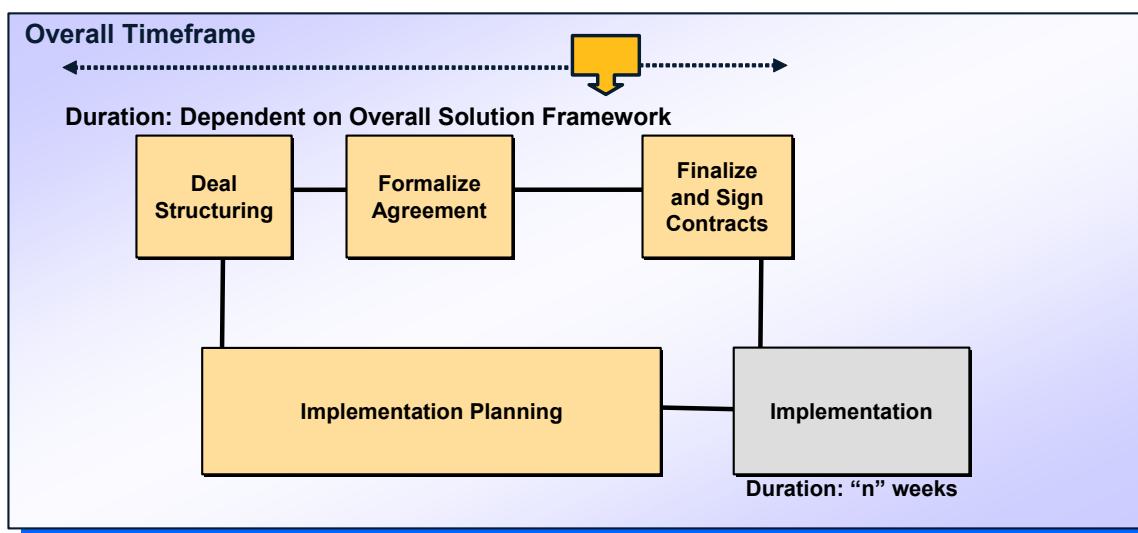 Overall Timeframe
Duration: Dependent on Overall Solution Framework
Deal
Structuring
Formalize
Agreement
Finalize
and Sign
Contracts
Implementation Planning
Implementation
Duration: “n” weeks